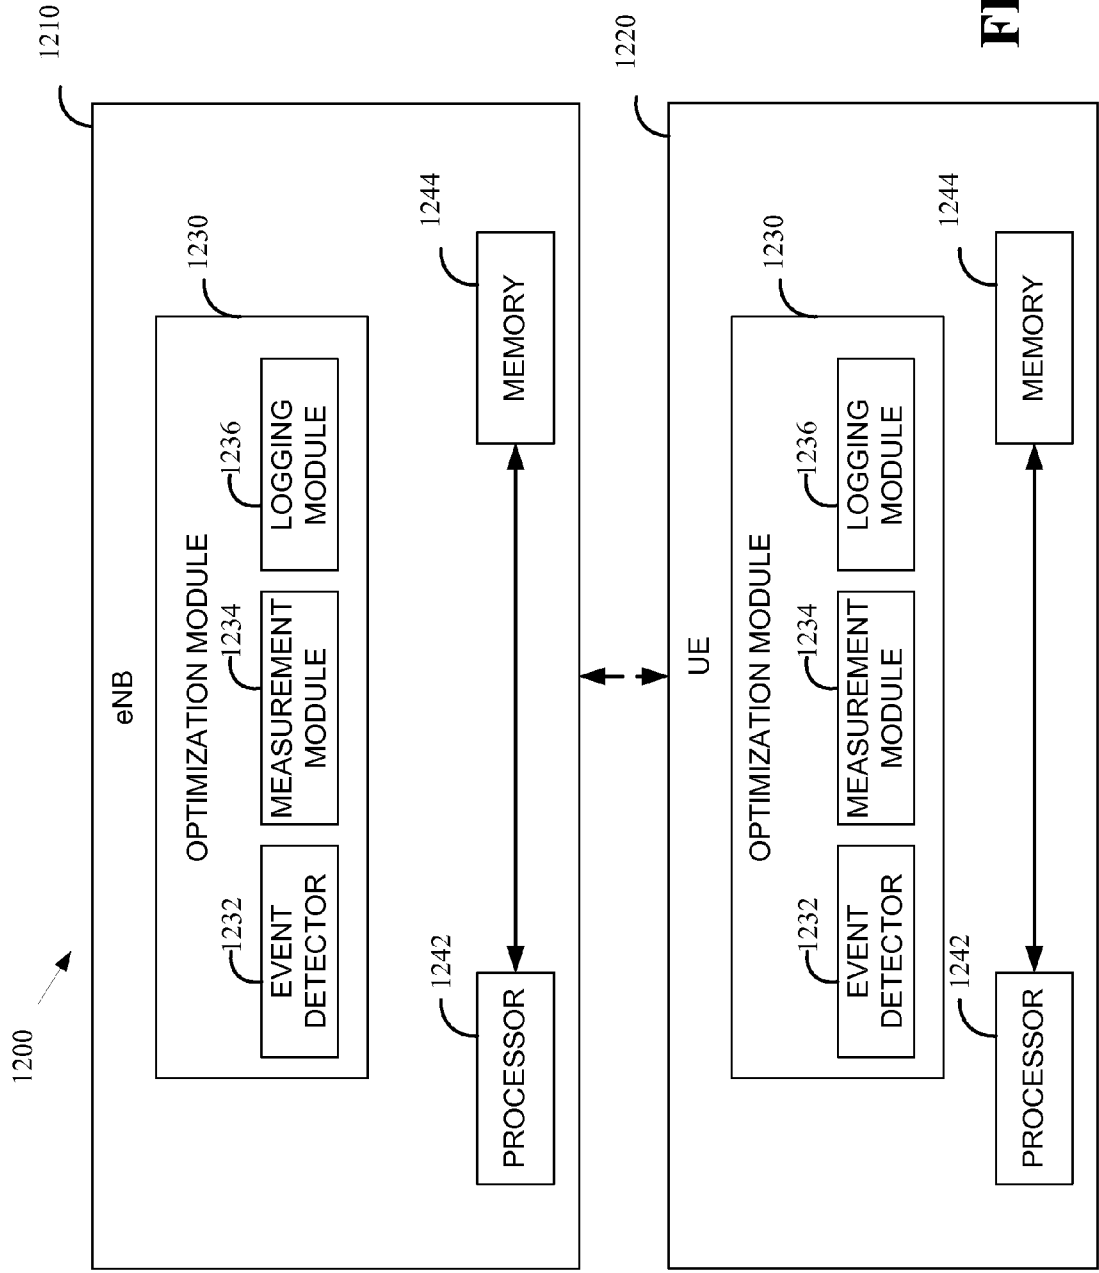 1200
1210
eNB
1230
OPTIMIZATION MODULE
1232
EVENT
DETECTOR
1234
MEASUREMENT
MODULE
1236
LOGGING
MODULE
1242
PROCESSOR
1244
MEMORY
1220
UE
1230
OPTIMIZATION MODULE
1232
EVENT
DETECTOR
1234
MEASUREMENT
MODULE
1236
LOGGING
MODULE
1242
PROCESSOR
1244
MEMORY